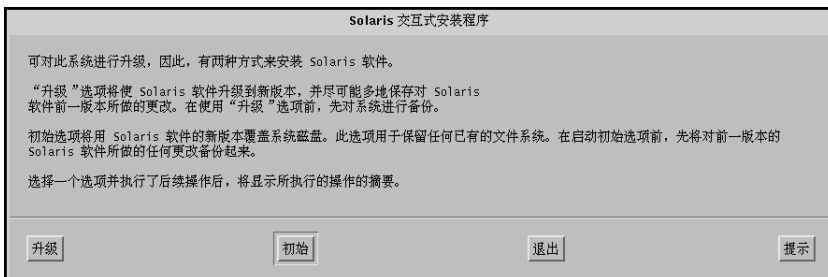 Solaris 交互式安装程序
可对此系统进行升级，因此，有两种方式来安装 Solaris 软件。
“升级”选项将使 Solaris 软件升级到新版本，并尽可能多地保存对 Solaris
软件前一版本所做的更改。在使用“升级”选项前，先对系统进行备份。
初始选项将用 Solaris 软件的新版本覆盖系统磁盘。此选项用于保留任何已有的文件系统。在启动初始选项前，先将对前一版本的
Solaris 软件所做的任何更改备份起来。
选择一个选项并执行了后续操作后，将显示所执行的操作的摘要。
升级 初始 退出 提示